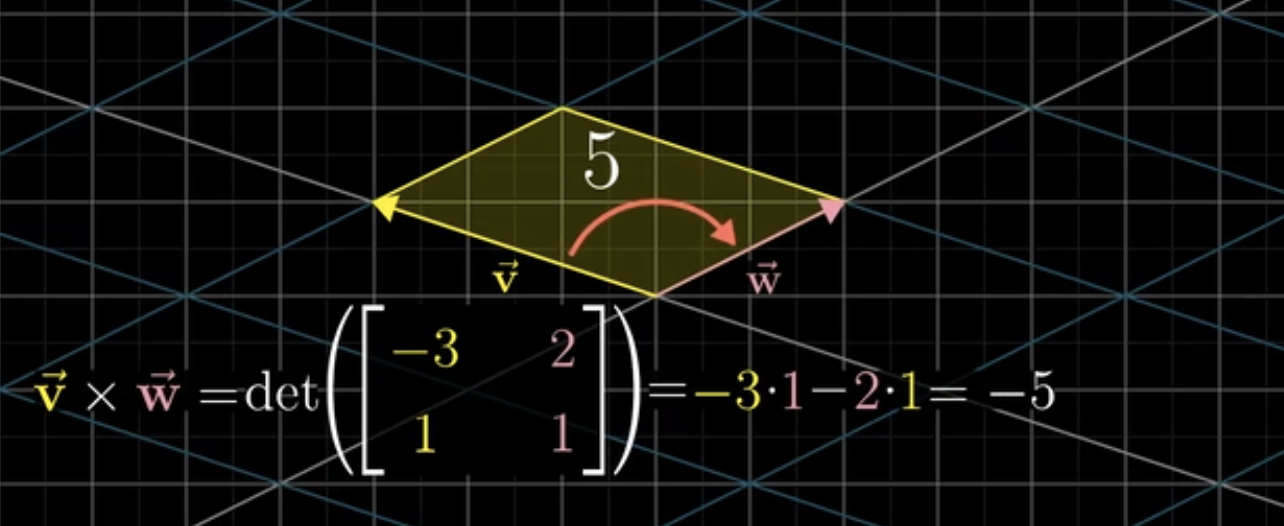 5
v⃗ w⃗
v⃗ × w⃗ =det([−3 2
1 1])=−3·1−2·1= −5